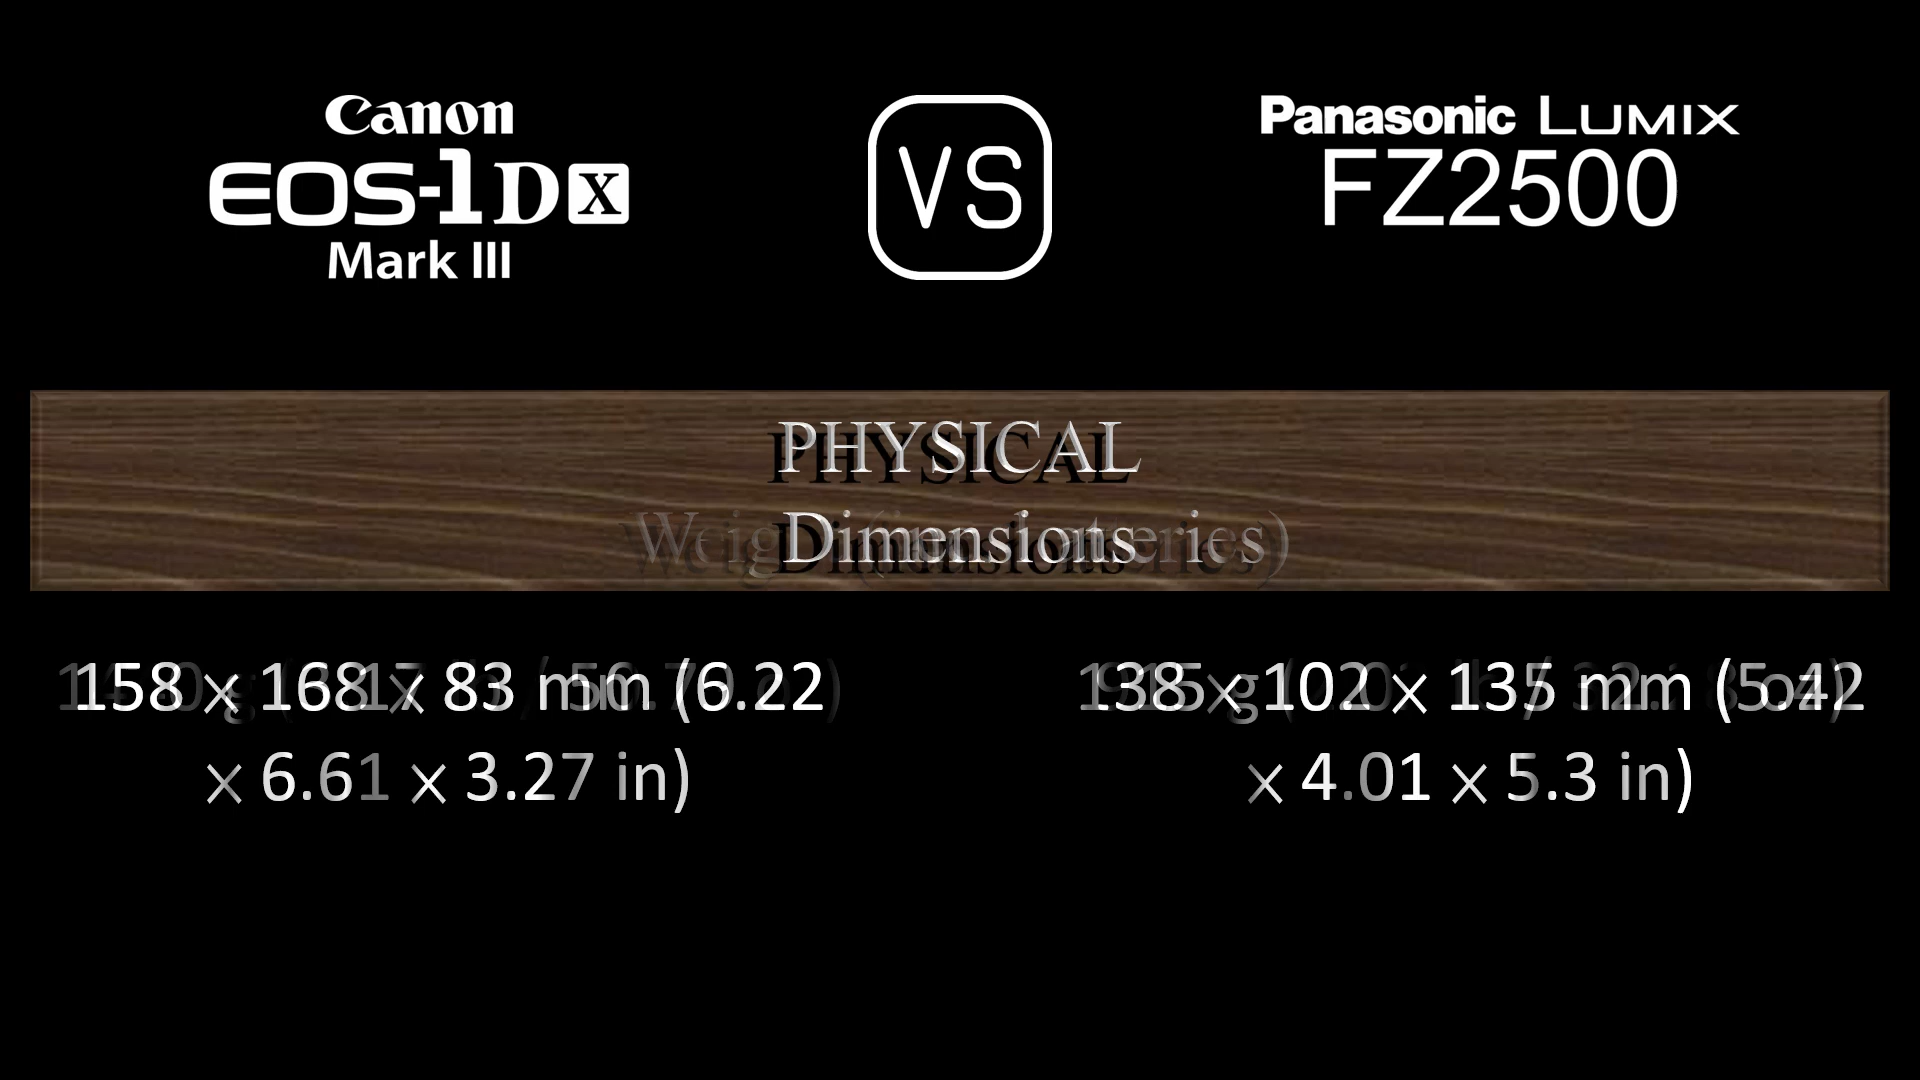 Canon
EOS-1DX
Mark III
VS
Panasonic LUMIX
FZ2500
PHYSICAL
Dimensions
158 x 168 x 83 mm (6.22
x 6.61 x 3.27 in)
138 x 102 x 135 mm (5.42
x 4.01 x 5.3 in)